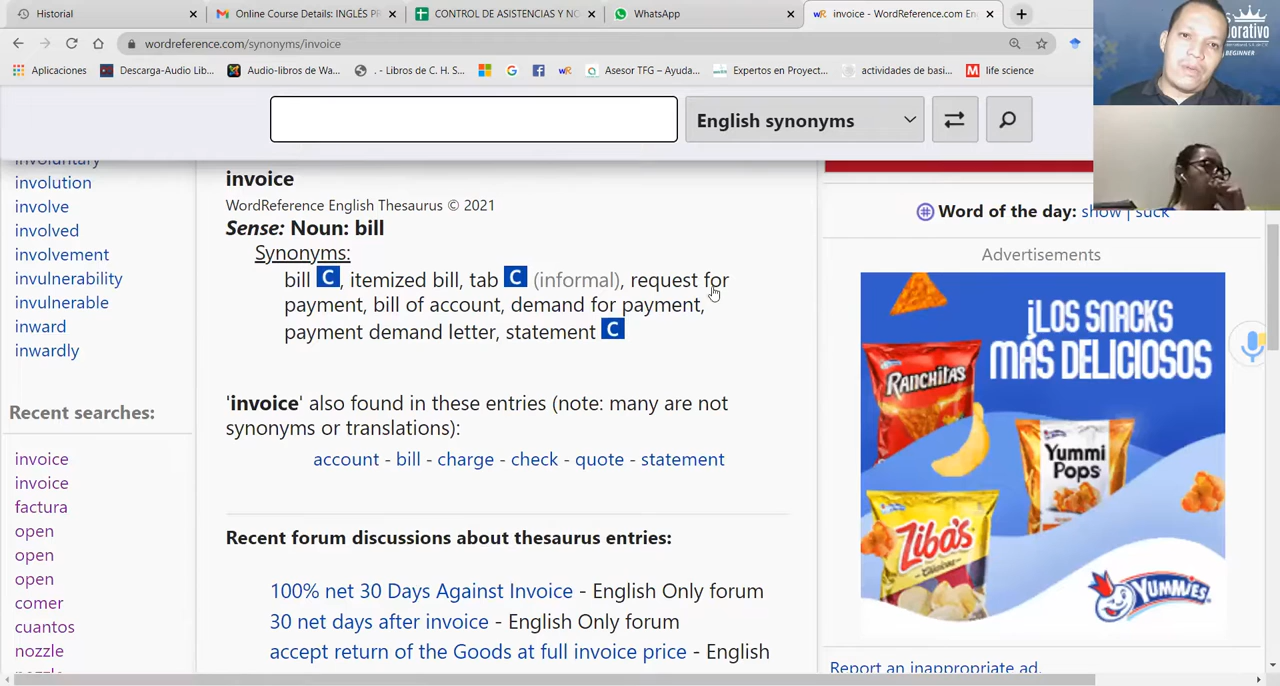 Historial
Online Course Details: INGLÉS PR
CONTROL DE ASISTENCIAS Y NO
WhatsApp
invoice - WordReference.com En
wordreference.com/synonyms/invoice
Aplicaciones
Descarga-Audio Lib...
Audio-libros de Wa...
. - Libros de C. H. S...
Asesor TFG – Ayuda...
Expertos en Proyect...
actividades de basi...
life science
English synonyms
involuntary
involution
involve
involved
involvement
invulnerability
invulnerable
inward
inwardly
Recent searches:
invoice
invoice
factura
open
open
open
comer
cuantos
nozzle
invoice
WordReference English Thesaurus © 2021
Sense: Noun: bill
Synonyms:
bill C, itemized bill, tab C (informal), request for
payment, bill of account, demand for payment,
payment demand letter, statement C
'invoice' also found in these entries (note: many are not
synonyms or translations):
account - bill - charge - check - quote - statement
Recent forum discussions about thesaurus entries:
100% net 30 Days Against Invoice - English Only forum
30 net days after invoice - English Only forum
accept return of the Goods at full invoice price - English
Word of the day: show | suck
Advertisements
¡LOS SNACKS
MÁS DELICIOSOS
RANCHITAS
Yummi
Pops
Ziba's
YUMMIES
Report an inappropriate ad.
orativo
BEGINNER